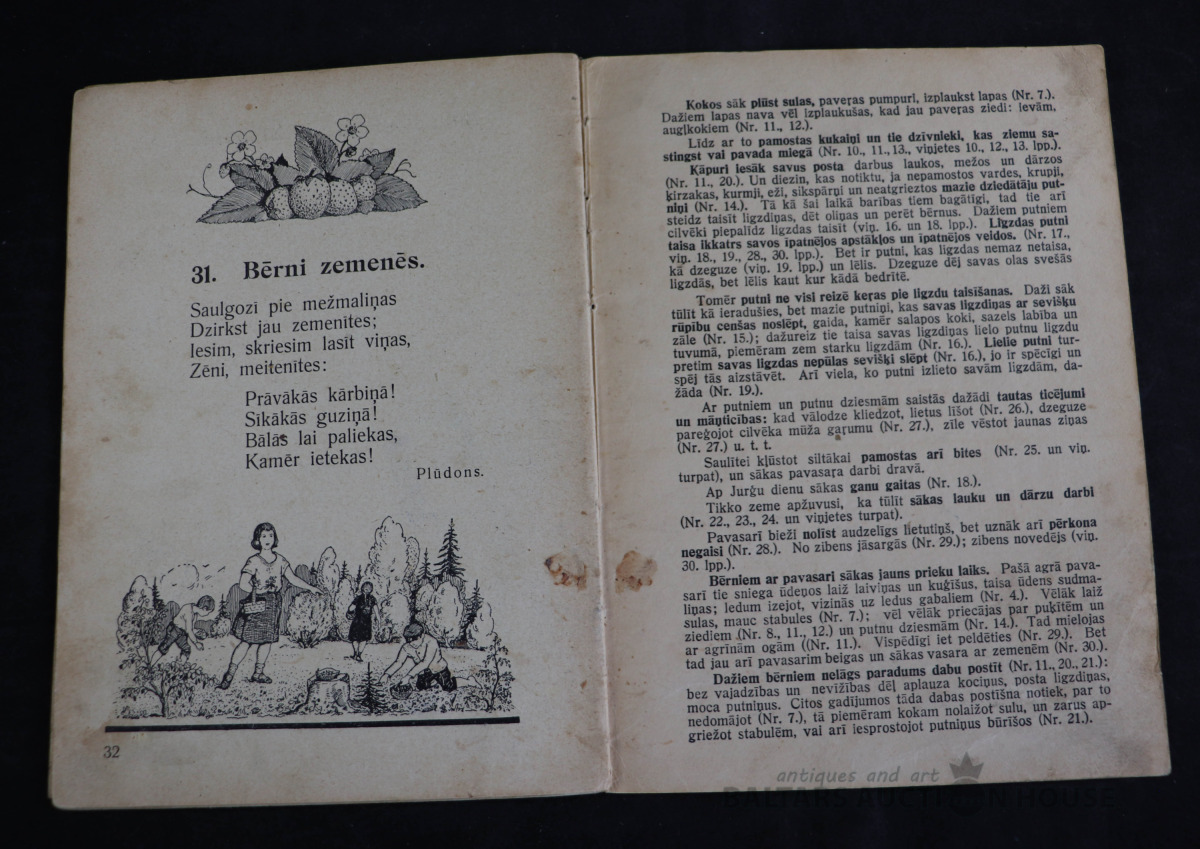 31. Bērni zemenēs.
Saulgozī pie mežmaliņas
Dzirkst jau zemenītes;
Iesim, skriesim lasīt viņas,
Zēni, meitenītes:
Prāvākās kārbiņā!
Sīkākās guziņā!
Bālās lai paliekas,
Kamēr ietekas!
Plūdons.
32
Kokos sāk plūst sulas, paveŗas pumpuri, izplaukst lapas (Nr. 7.).
Dažiem lapas nava vēl izplaukušas, kad jau paveŗas ziedi: ievām,
augļkokiem (Nr. 11., 12.).
Līdz ar to pamostas kukaiņi un tie dzīvnieki, kas ziemu sa-
stingst vai pavada miegā (Nr. 10., 11., 13., viņjetes 10., 12., 13. lpp.).
Kāpuri iesāk savus posta darbus laukos, mežos un dārzos
(Nr. 11., 20.). Un diezin, kas notiktu, ja nepamostos vardes, krupji,
ķirzakas, kurmji, eži, sikspārņi un neatgrieztos mazie dziedātāju put-
niņi (Nr. 14.). Tā kā šai laikā barības tiem bagātīgi, tad tie arī
steidz taisīt ligzdiņas, dēt oliņas un perēt bērnus. Dažiem putniem
cilvēki piepalīdz ligzdas taisīt (viņ. 16. un 18. lpp.). Līgzdas putni
taisa ikkatrs savos īpatnējos apstākļos un īpatnējos veidos. (Nr. 17.,
viņ. 18., 19., 28., 30. lpp.). Bet ir putni, kas ligzdas nemaz netaisa,
kā dzeguze (viņ. 19. lpp.) un lēlis. Dzeguze dēj savas olas svešās
ligzdās, bet lēlis kaut kur kādā bedrītē.
Tomēr putni ne visi reizē ķeŗas pie ligzdu taisīšanas. Daži sāk
tūlīt kā ieradušies, bet mazie putniņi, kas savas ligzdiņas ar sevišķu
rūpību cenšas noslēpt, gaida, kamēr salapos koki, sazels labība un
zāle (Nr. 15.); dažureiz tie taisa savas ligzdiņas lielo putnu ligzdu
tuvumā, piemēram zem starku ligzdām (Nr. 16.). Lielie putni tur-
pretim savas ligzdas nepūlas sevišķi slēpt (Nr. 16.), jo ir spēcīgi un
spēj tās aizstāvēt. Arī viela, ko putni izlieto savām ligzdām, da-
žāda (Nr. 19.).
Ar putniem un putnu dziesmām saistās dažādi tautas ticējumi
un māņticības: kad vālodze kliedzot, lietus līšot (Nr. 26.), dzeguze
pareģojot cilvēka mūža gaŗumu (Nr. 27.), zīle vēstot jaunas ziņas
(Nr. 27.) u. t. t.
Saulītei kļūstot siltākai pamostas arī bites (Nr. 25. un viņ.
turpat), un sākas pavasaŗa darbi dravā.
Ap Jurģu dienu sākas ganu gaitas (Nr. 18.).
Tikko zeme apžuvusi, ka tūlīt sākas lauku un dārzu darbi
(Nr. 22., 23., 24. un viņjetes turpat).
Pavasarī bieži nolīst audzelīgs lietutiņš, bet uznāk arī pērkona
negaisi (Nr. 28.). No zibens jāsargās (Nr. 29.); zibens novedējs (viņ.
30. lpp.).
Bērniem ar pavasari sākas jauns prieku laiks. Pašā agrā pava-
sarī tie sniega ūdeņos laiž laiviņas un kuģīšus, taisa ūdens sudma-
liņas; ledum izejot, vizinās uz ledus gabaliem (Nr. 4.). Vēlāk laiž
sulas, mauc stabules (Nr. 7.); vēl vēlāk priecājas par puķītēm un
ziediem (Nr. 8., 11., 12.) un putnu dziesmām (Nr. 14.). Tad mielojas
ar agrīnām ogām ((Nr. 11.). Vispēdīgi iet peldēties (Nr. 29.). Bet
tad jau arī pavasarim beigas un sākas vasara ar zemenēm (Nr. 30.).
Dažiem bērniem nelāgs paradums dabu postīt (Nr. 11., 20., 21.):
bez vajadzības un nevīžības dēļ aplauza kociņus, posta ligzdiņas,
moca putniņus. Citos gadījumos tāda dabas postīšna notiek, par to
nedomājot (Nr. 7.), tā piemēram kokam nolaižot sulu, un zarus ap-
griežot stabulēm, vai arī iesprostojot putniņus būrīšos (Nr. 21.).
antiques and art
BALTARS AUCTION HOUSE